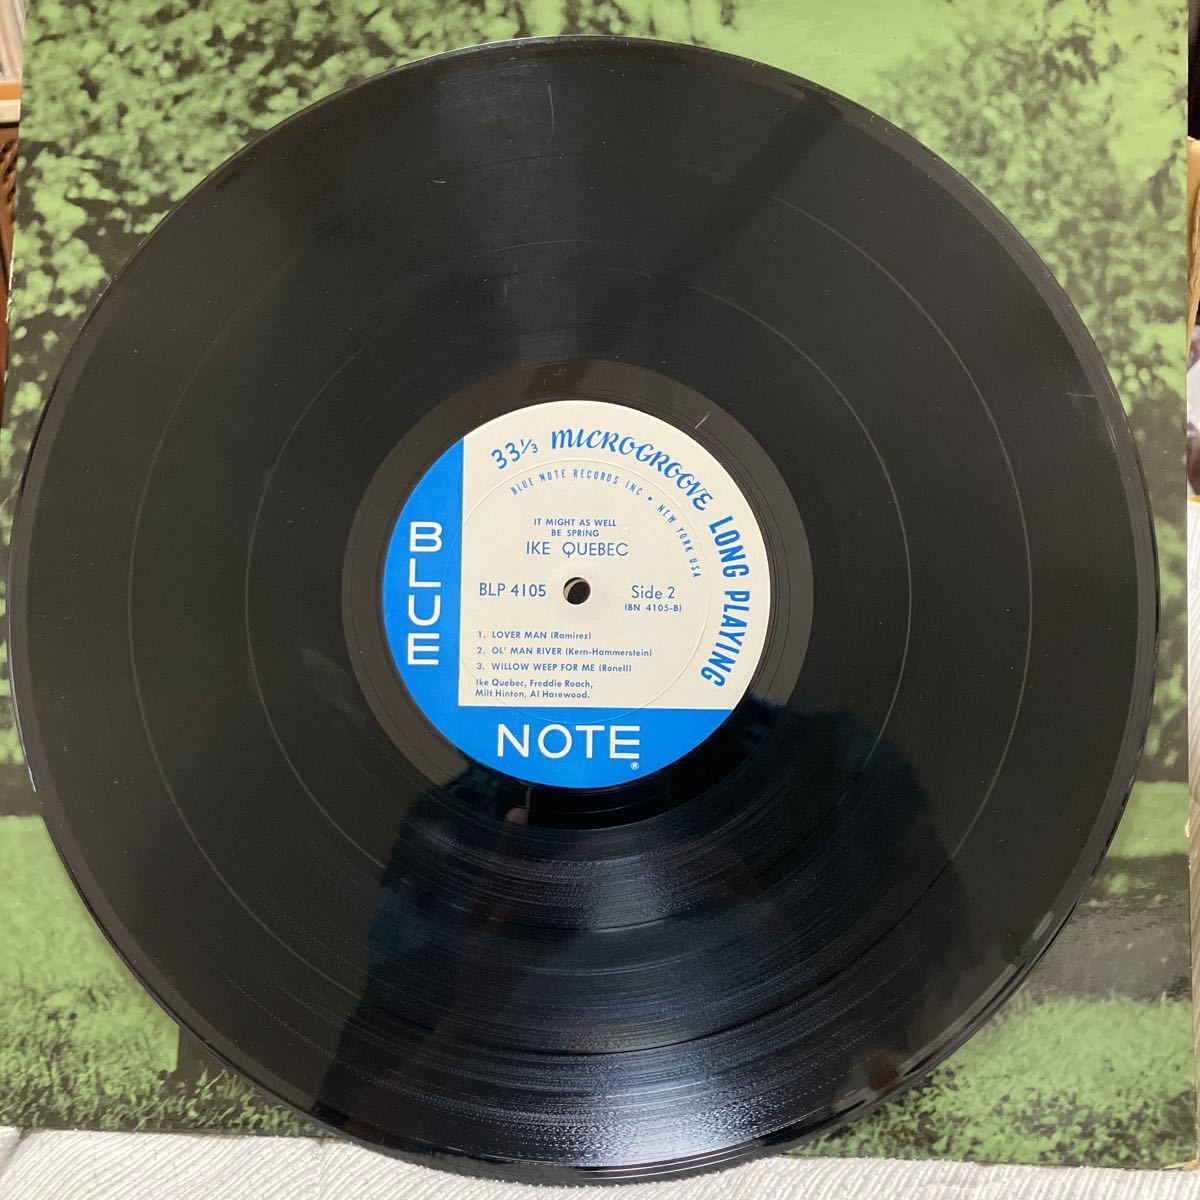 33⅓ MICROGROOVE LONG PLAYING
BLUE NOTE RECORDS INC • NEW YORK USA
IT MIGHT AS WELL
BE SPRING
IKE QUEBEC
BLP 4105
Side 2
(BN 4105-B)
1. LOVER MAN (Ramirez)
2. OL' MAN RIVER (Kern-Hammerstein)
3. WILLOW WEEP FOR ME (Ronell)
Ike Quebec, Freddie Roach,
Milt Hinton, Al Harewood.
BLUE
NOTE
®